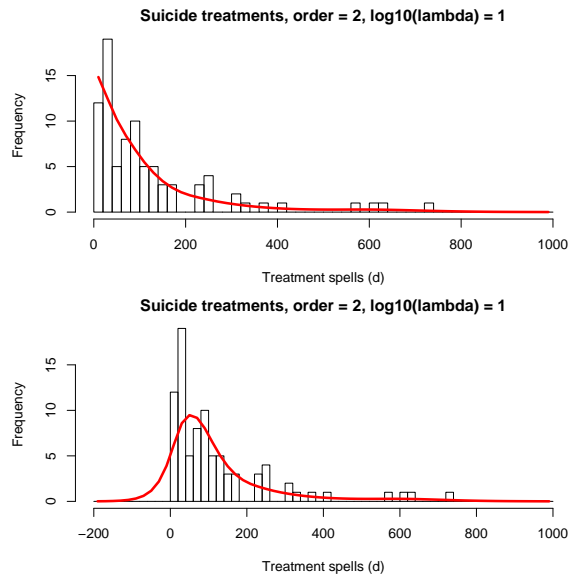 Suicide treatments, order = 2, log10(lambda) = 1
Frequency
15
10
5
0
0 200 400 600 800 1000
Treatment spells (d)
Suicide treatments, order = 2, log10(lambda) = 1
Frequency
15
10
5
0
−200 0 200 400 600 800 1000
Treatment spells (d)